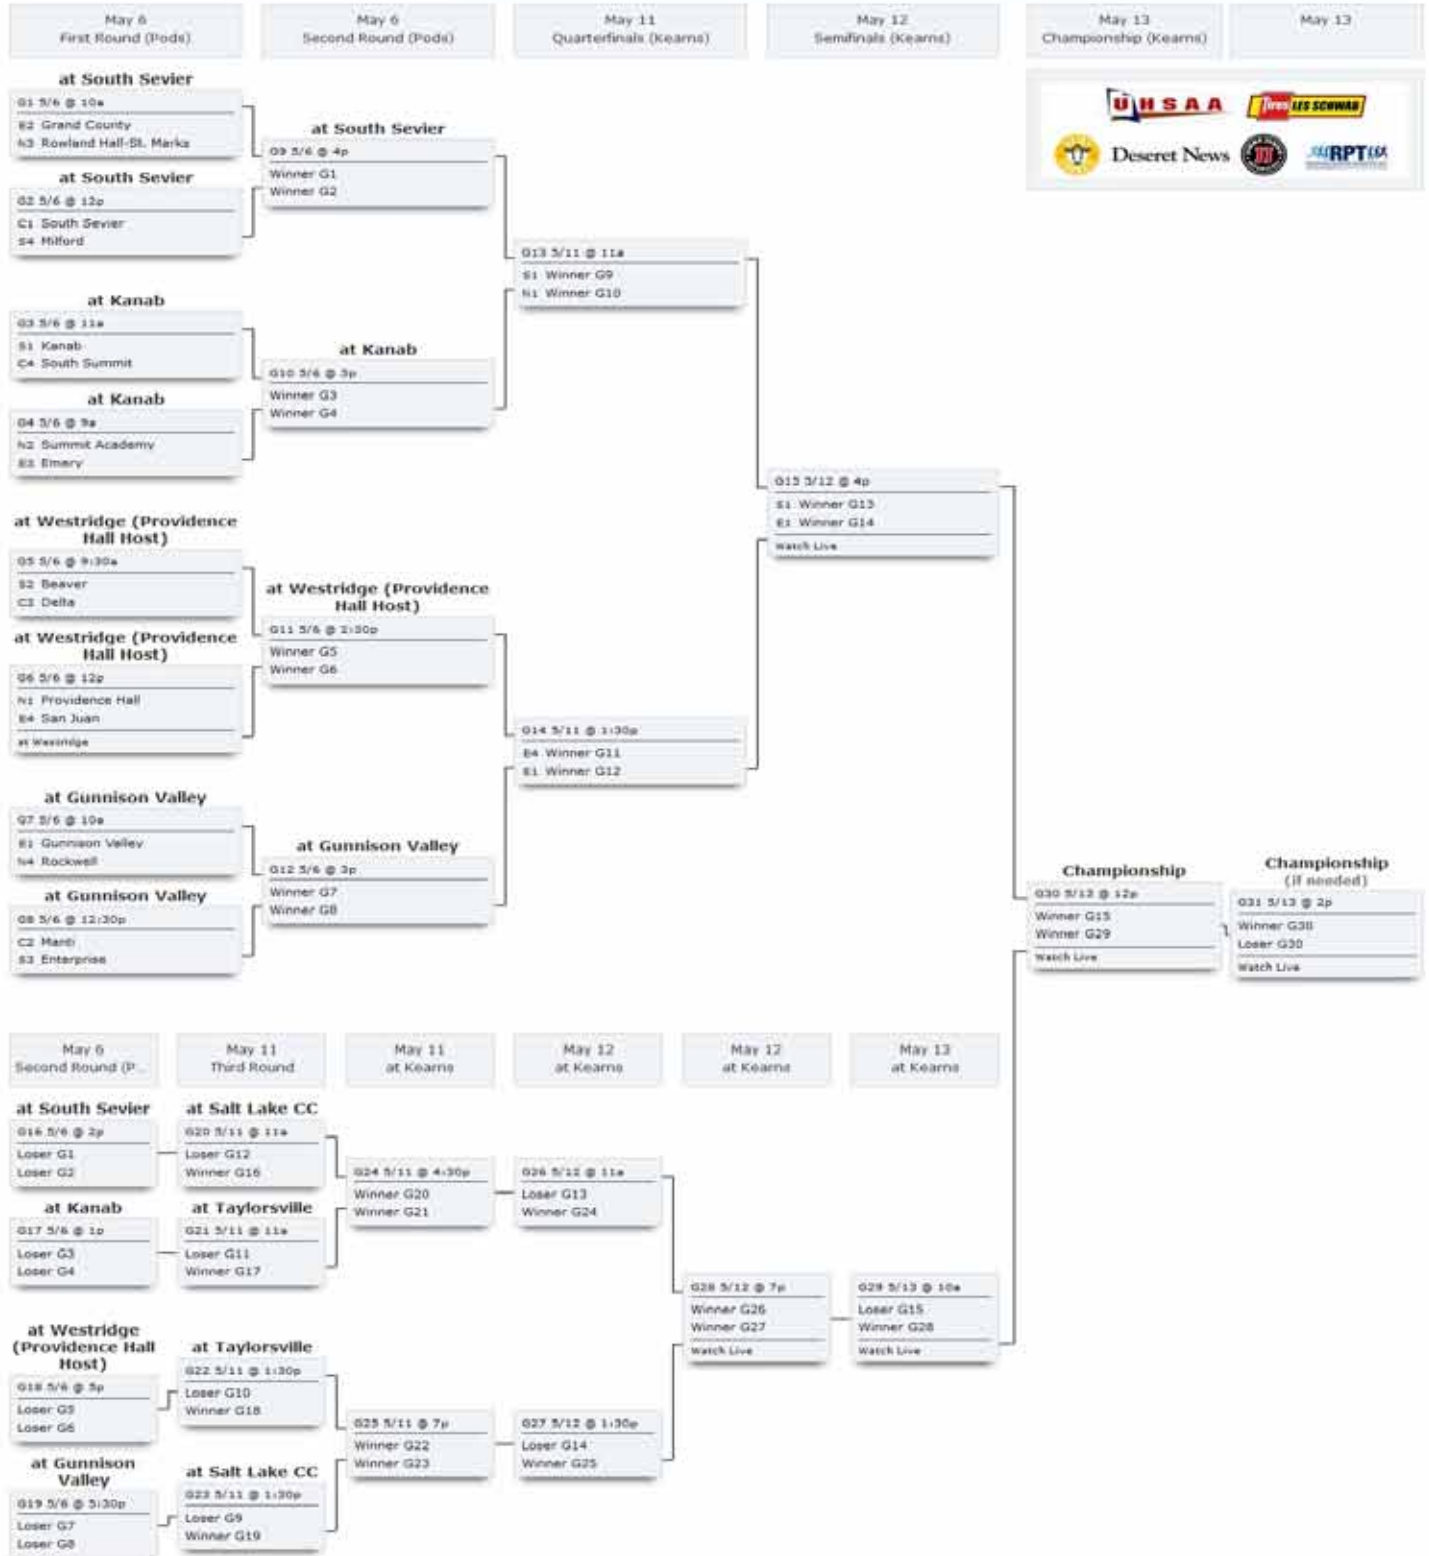 May 6
First Round (Pods)
May 6
Second Round (Pods)
May 11
Quarterfinals (Kearns)
May 12
Semifinals (Kearns)
May 13
Championship (Kearns)
May 13
UHSAA
Tires LES SCHWAB
Deseret News
RPT
at South Sevier
G1 5/6 @ 10a
E2 Grand County
N3 Rowland Hall-St. Marks
at South Sevier
G2 5/6 @ 12p
C1 South Sevier
S4 Milford
at Kanab
G3 5/6 @ 11a
S1 Kanab
C4 South Summit
at Kanab
G4 5/6 @ 9a
N2 Summit Academy
E3 Emery
at Westridge (Providence
Hall Host)
G5 5/6 @ 9:30a
S2 Beaver
C3 Delta
at Westridge (Providence
Hall Host)
G6 5/6 @ 12p
N1 Providence Hall
E4 San Juan
at Westridge
at Gunnison Valley
G7 5/6 @ 10a
E1 Gunnison Valley
N4 Rockwell
at Gunnison Valley
G8 5/6 @ 12:30p
C2 Manti
S3 Enterprise
at South Sevier
G9 5/6 @ 4p
Winner G1
Winner G2
at Kanab
G10 5/6 @ 3p
Winner G3
Winner G4
at Westridge (Providence
Hall Host)
G11 5/6 @ 2:30p
Winner G5
Winner G6
at Gunnison Valley
G12 5/6 @ 3p
Winner G7
Winner G8
G13 5/11 @ 11a
S1 Winner G9
N1 Winner G10
G14 5/11 @ 1:30p
E4 Winner G11
E1 Winner G12
G15 5/12 @ 4p
S1 Winner G13
E1 Winner G14
Watch Live
Championship
G30 5/13 @ 12p
Winner G15
Winner G29
Watch Live
Championship
(if needed)
G31 5/13 @ 2p
Winner G30
Loser G30
Watch Live
May 6
Second Round (P...
May 11
Third Round
May 11
at Kearns
May 12
at Kearns
May 12
at Kearns
May 13
at Kearns
at South Sevier
G16 5/6 @ 2p
Loser G1
Loser G2
at Kanab
G17 5/6 @ 1p
Loser G3
Loser G4
at Westridge
(Providence Hall
Host)
G18 5/6 @ 5p
Loser G5
Loser G6
at Gunnison
Valley
G19 5/6 @ 5:30p
Loser G7
Loser G8
at Salt Lake CC
G20 5/11 @ 11a
Loser G12
Winner G16
at Taylorsville
G21 5/11 @ 11a
Loser G11
Winner G17
at Taylorsville
G22 5/11 @ 1:30p
Loser G10
Winner G18
at Salt Lake CC
G23 5/11 @ 1:30p
Loser G9
Winner G19
G24 5/11 @ 4:30p
Winner G20
Winner G21
G25 5/11 @ 7p
Winner G22
Winner G23
G26 5/12 @ 11a
Loser G13
Winner G24
G27 5/12 @ 1:30p
Loser G14
Winner G25
G28 5/12 @ 7p
Winner G26
Winner G27
Watch Live
G29 5/13 @ 10a
Loser G15
Winner G28
Watch Live